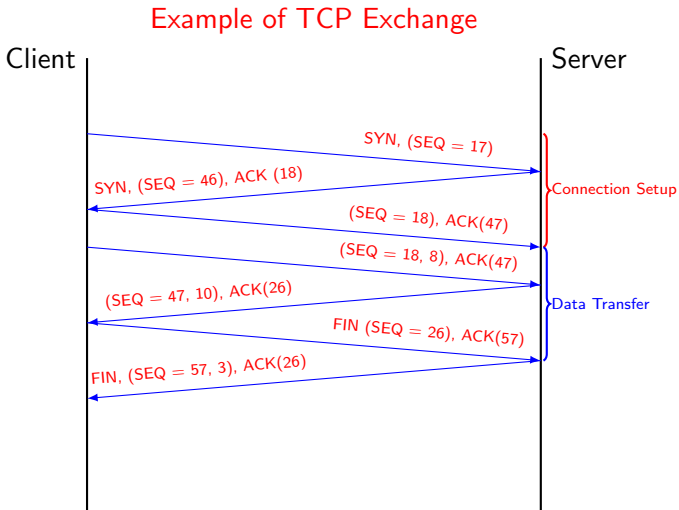 Example of TCP Exchange
Client
Server
SYN, (SEQ = 17)
SYN, (SEQ = 46), ACK (18)
Connection Setup
(SEQ = 18), ACK(47)
(SEQ = 18, 8), ACK(47)
(SEQ = 47, 10), ACK(26)
Data Transfer
FIN (SEQ = 26), ACK(57)
FIN, (SEQ = 57, 3), ACK(26)